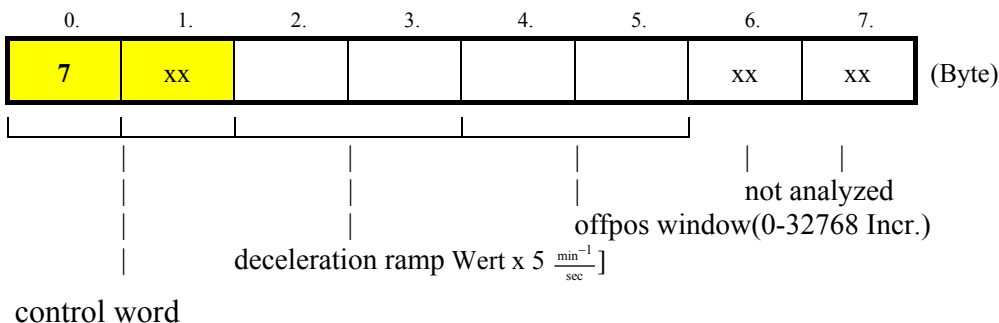 0. 1. 2. 3. 4. 5. 6. 7.
7 xx xx xx (Byte)
not analyzed
offpos window(0-32768 Incr.)
deceleration ramp Wert x 5 min⁻¹/sec]
control word